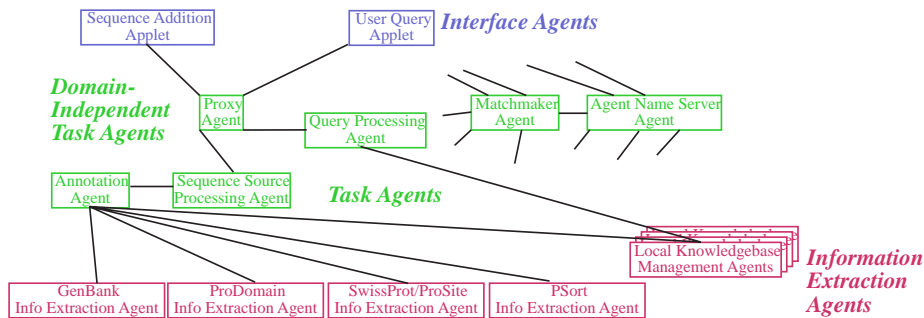 Sequence Addition
Applet
User Query
Applet
Interface Agents
Domain-
Independent
Task Agents
Proxy
Agent
Query Processing
Agent
Matchmaker
Agent
Agent Name Server
Agent
Annotation
Agent
Sequence Source
Processing Agent
Task Agents
Local Knowledgebase
Management Agents
Information
Extraction
Agents
GenBank
Info Extraction Agent
ProDomain
Info Extraction Agent
SwissProt/ProSite
Info Extraction Agent
PSort
Info Extraction Agent